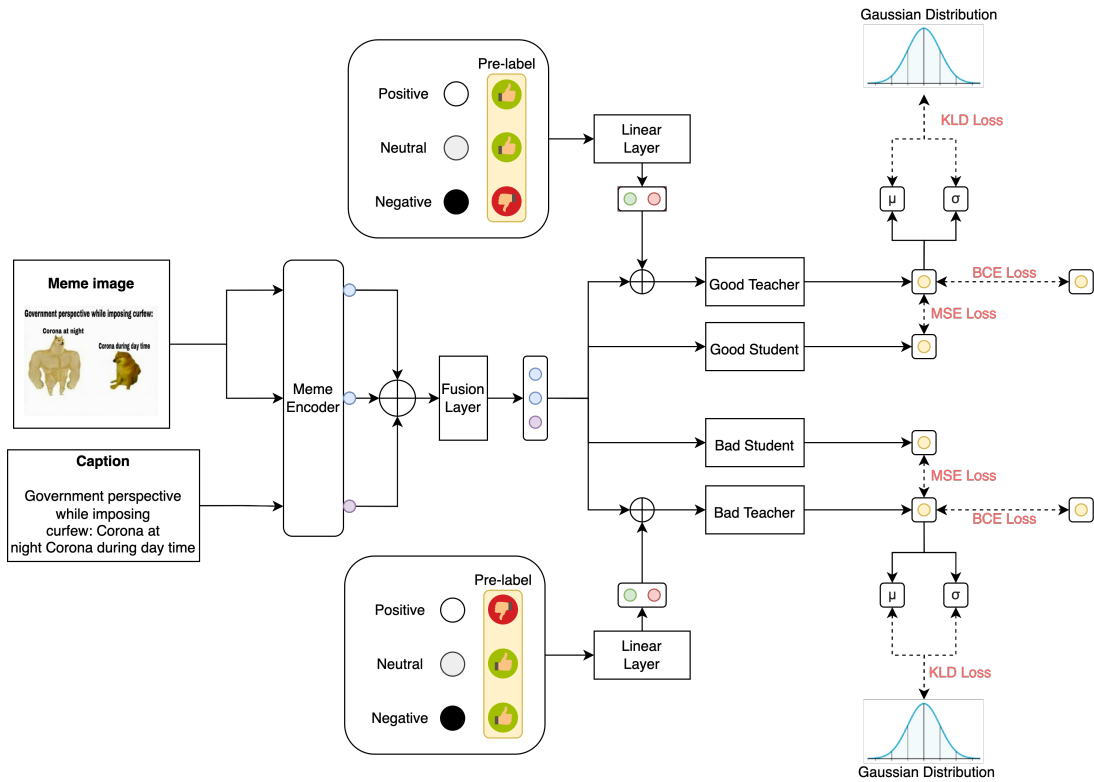 Gaussian Distribution
KLD Loss
μ
σ
Pre-label
Positive
Neutral
Negative
Linear
Layer
Meme image
Government perspective while imposing curfew:
Corona at night
Corona during day time
Caption
Government perspective
while imposing
curfew: Corona at
night Corona during day time
Meme
Encoder
Fusion
Layer
Good Teacher
BCE Loss
MSE Loss
Good Student
Bad Student
MSE Loss
Bad Teacher
BCE Loss
Pre-label
Positive
Neutral
Negative
Linear
Layer
μ
σ
KLD Loss
Gaussian Distribution